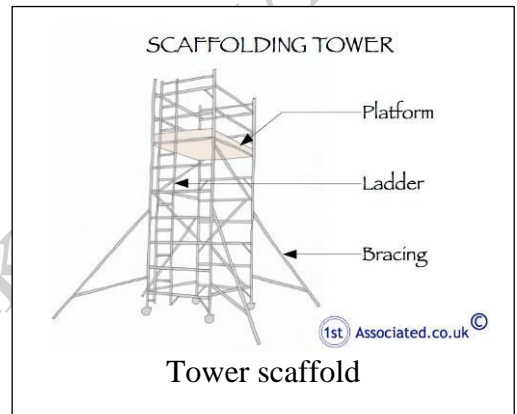 SCAFFOLDING TOWER
Platform
Ladder
Bracing
1st Associated.co.uk ©
Tower scaffold